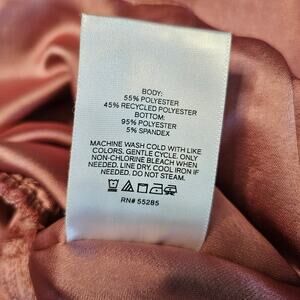 BODY:
55% POLYESTER
45% RECYCLED POLYESTER
BOTTOM:
95% POLYESTER
5% SPANDEX
MACHINE WASH COLD WITH LIKE
COLORS. GENTLE CYCLE. ONLY
NON-CHLORINE BLEACH WHEN
NEEDED. LINE DRY. COOL IRON IF
NEEDED, DO NOT STEAM.
RN# 55285